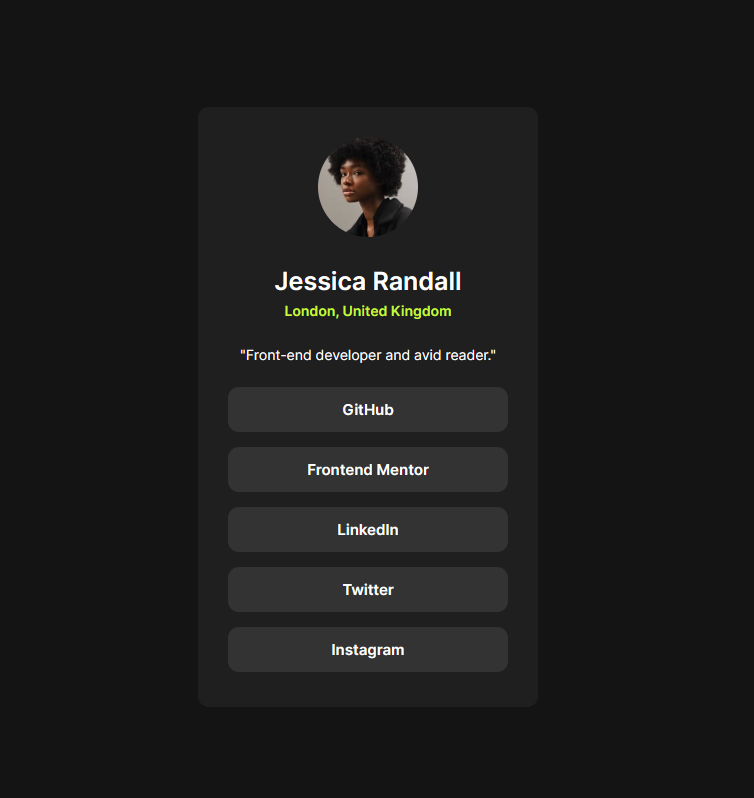 Jessica Randall
London, United Kingdom
"Front-end developer and avid reader."
GitHub
Frontend Mentor
LinkedIn
Twitter
Instagram